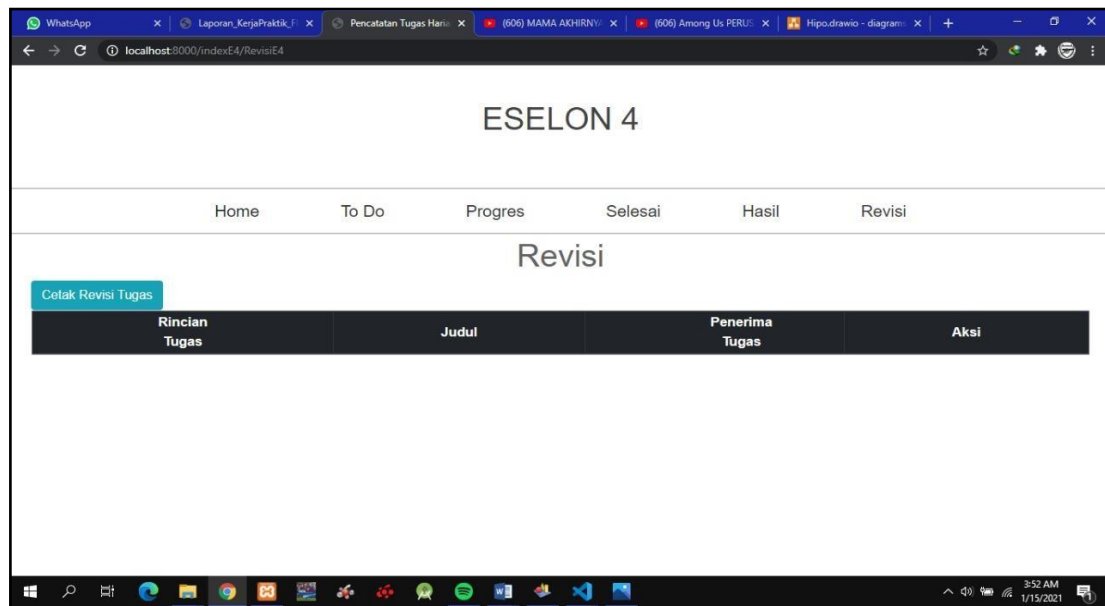 WhatsApp
Laporan_KerjaPraktik_F
Pencatatan Tugas Haria
(606) MAMA AKHIRNY
(606) Among Us PERUS
Hipo.drawio - diagram
localhost:8000/indexE4/RevisiE4
ESELON 4
Home To Do Progres Selesai Hasil Revisi
Revisi
Cetak Revisi Tugas
Rincian Tugas Judul Penerima Tugas Aksi
3:52 AM
1/15/2021